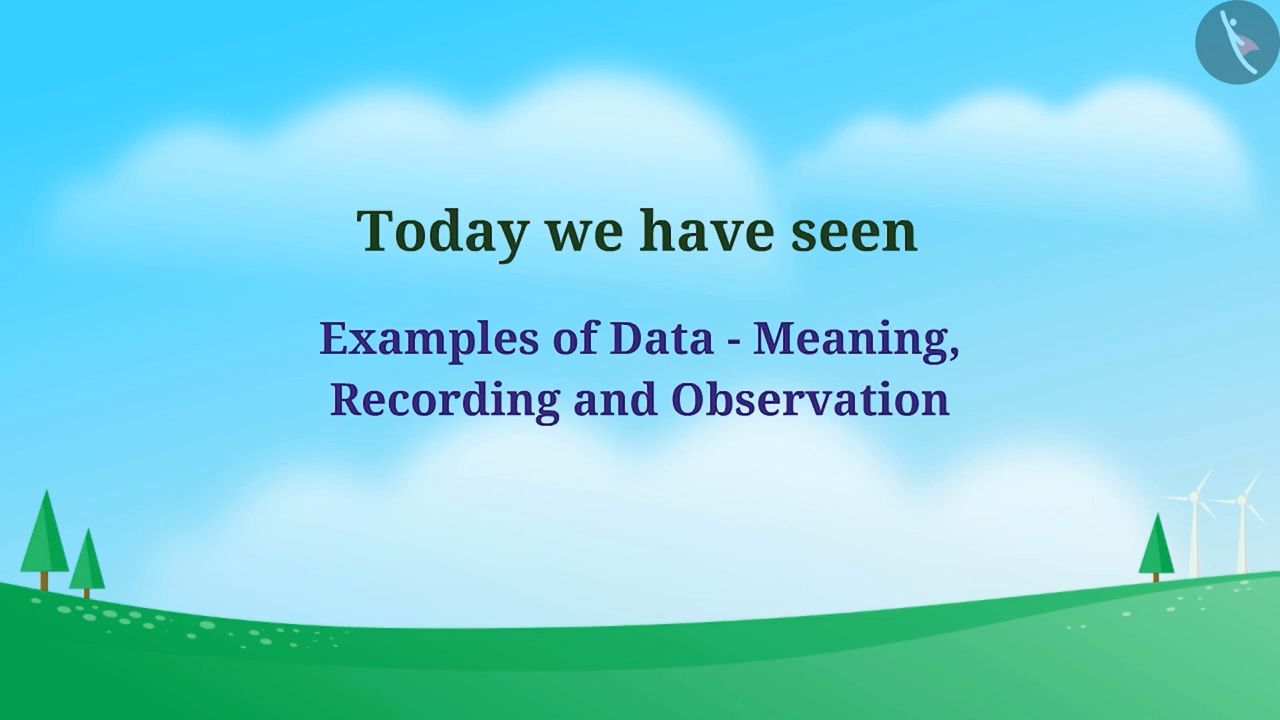 Today we have seen
Examples of Data - Meaning,
Recording and Observation